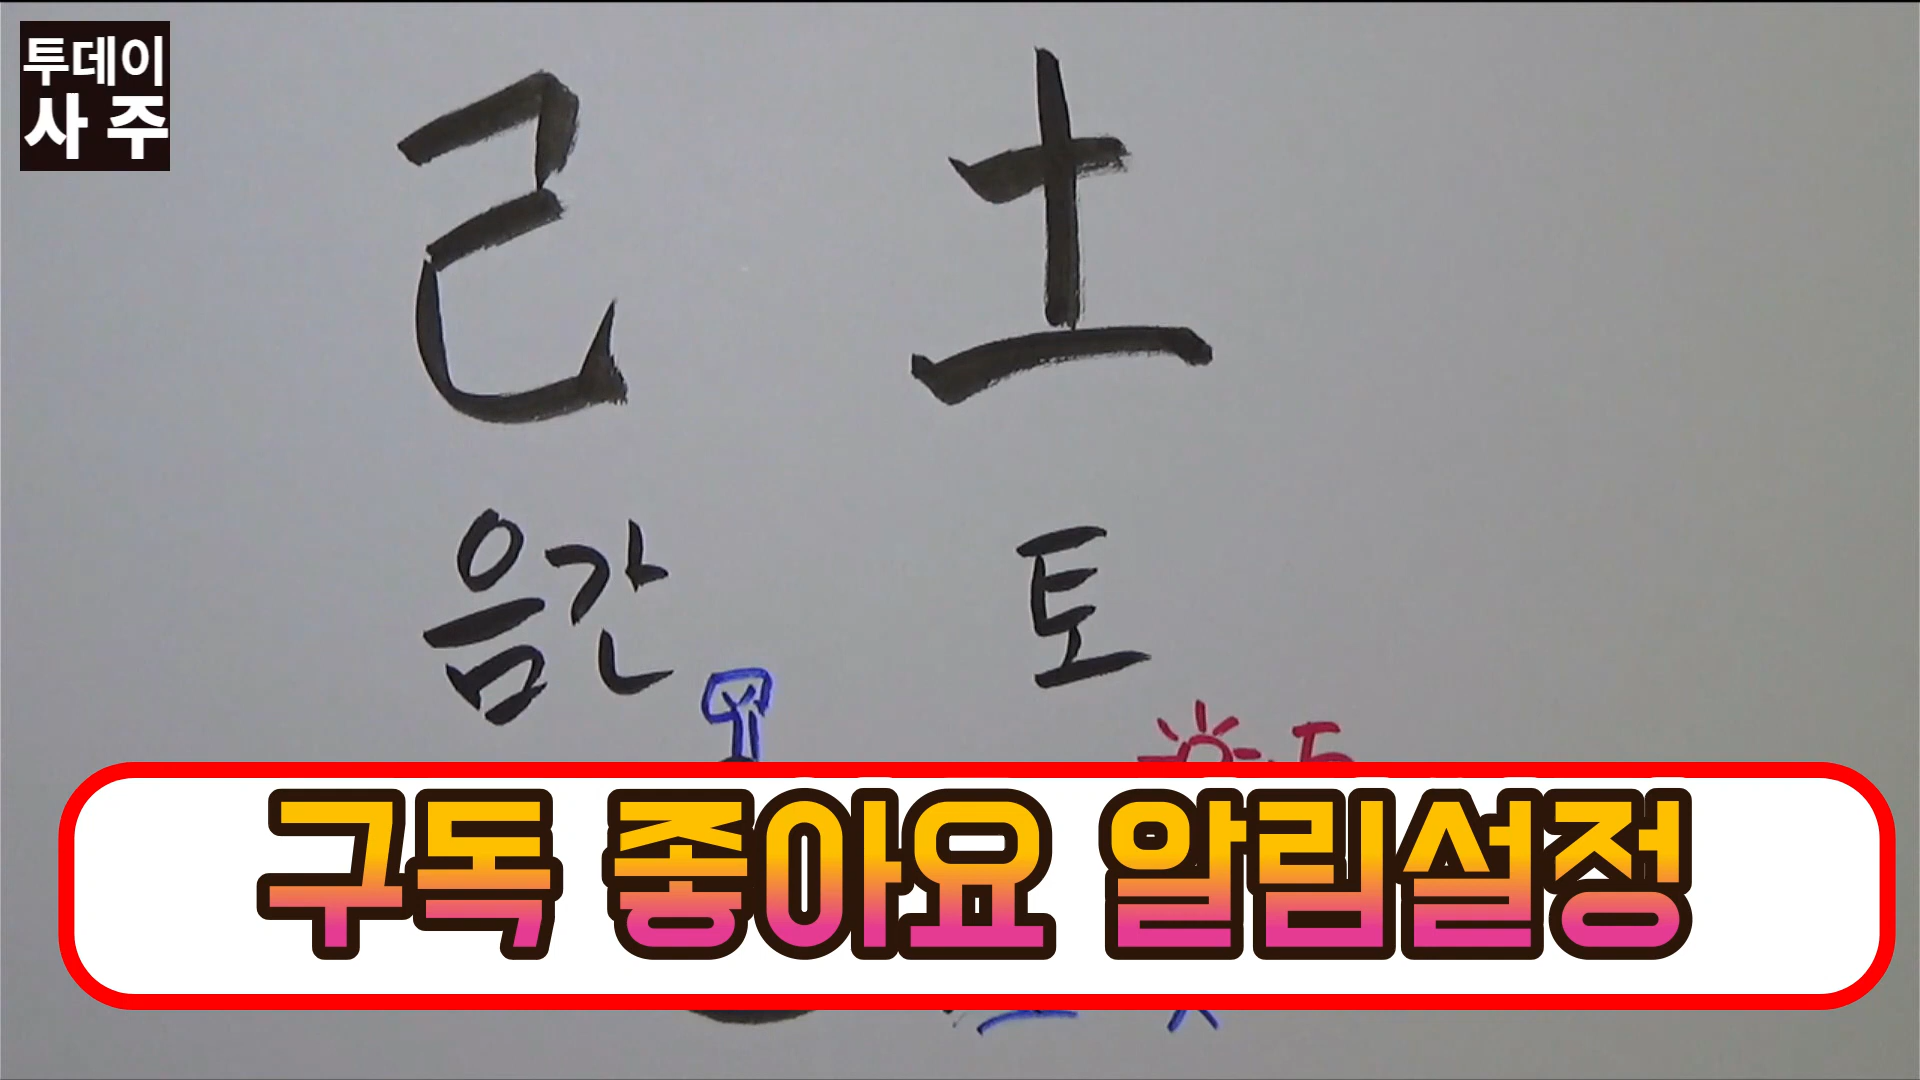 투데이
사주
己 土
음간 토
구독 좋아요 알림설정